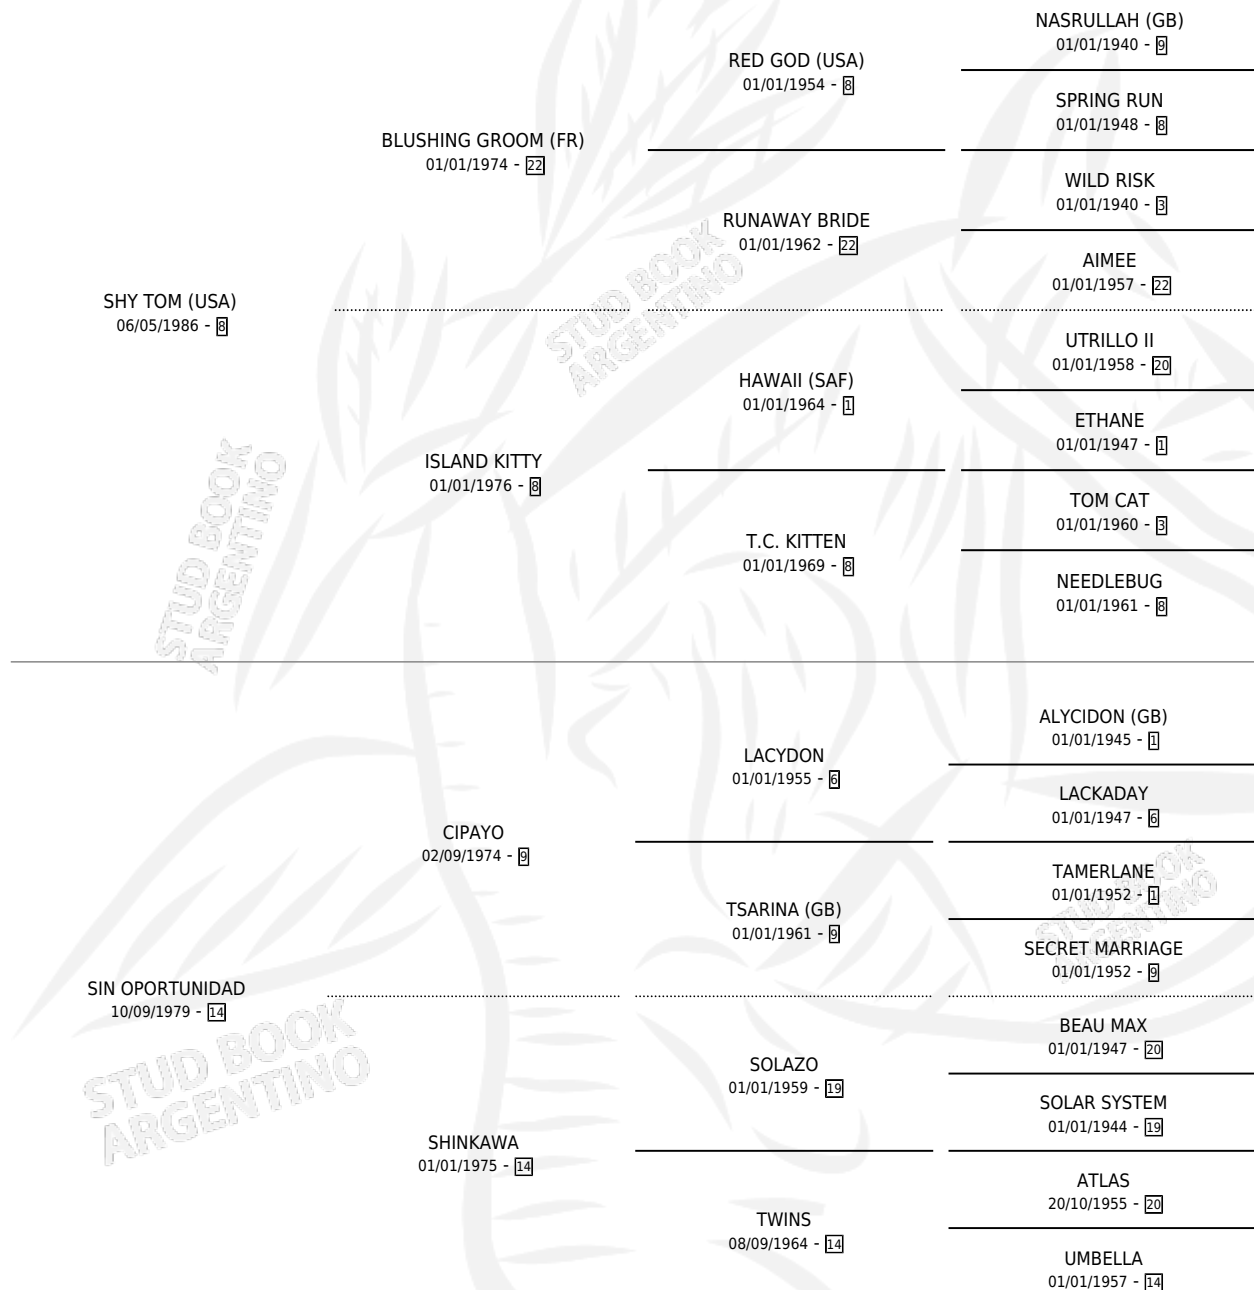 NASRULLAH (GB)
01/01/1940 - 9
RED GOD (USA)
01/01/1954 - 8
SPRING RUN
01/01/1948 - 8
BLUSHING GROOM (FR)
01/01/1974 - 22
WILD RISK
01/01/1940 - 3
RUNAWAY BRIDE
01/01/1962 - 22
AIMEE
01/01/1957 - 22
SHY TOM (USA)
06/05/1986 - 8
UTRILLO II
01/01/1958 - 20
HAWAII (SAF)
01/01/1964 - 1
ETHANE
01/01/1947 - 1
ISLAND KITTY
01/01/1976 - 8
TOM CAT
01/01/1960 - 3
T.C. KITTEN
01/01/1969 - 8
NEEDLEBUG
01/01/1961 - 8
ALYCIDON (GB)
01/01/1945 - 1
LACYDON
01/01/1955 - 6
LACKADAY
01/01/1947 - 6
CIPAYO
02/09/1974 - 9
TAMERLANE
01/01/1952 - 1
TSARINA (GB)
01/01/1961 - 9
SECRET MARRIAGE
01/01/1952 - 9
SIN OPORTUNIDAD
10/09/1979 - 14
BEAU MAX
01/01/1947 - 20
SOLAZO
01/01/1959 - 19
SOLAR SYSTEM
01/01/1944 - 19
SHINKAWA
01/01/1975 - 14
ATLAS
20/10/1955 - 20
TWINS
08/09/1964 - 14
UMBELLA
01/01/1957 - 14
STUD BOOK
ARGENTINO
STUD BOOK
ARGENTINO
STUD BOOK
ARGENTINO
STUD BOOK
ARGENTINO